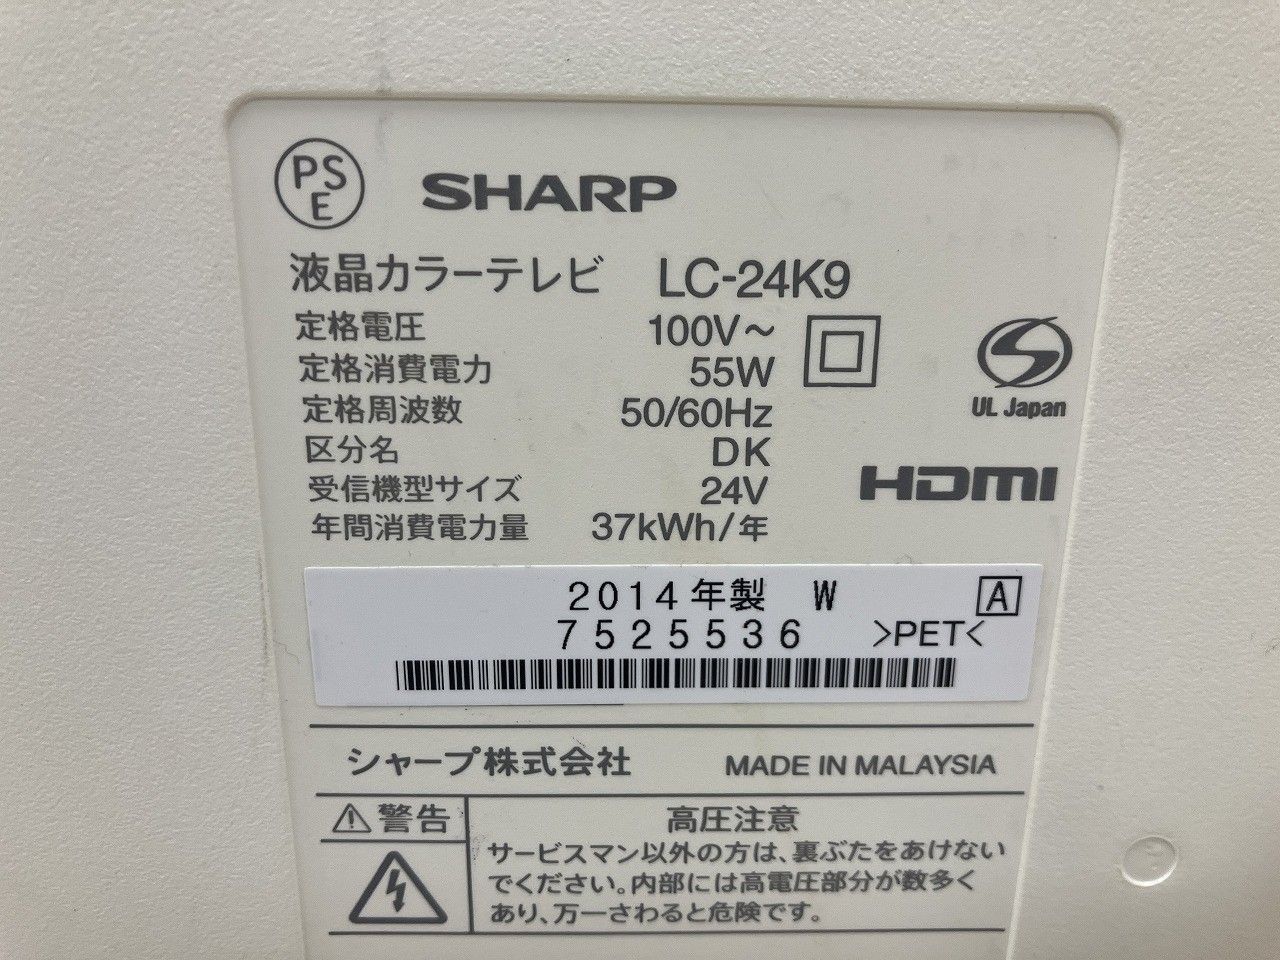 PS
E
SHARP
液晶カラーテレビ LC-24K9
定格電圧 100V～
定格消費電力 55W
定格周波数 50/60Hz
区分名 DK
受信機型サイズ 24V
年間消費電力量 37kWh/年
UL Japan
HDMI
2014年製 W A
7525536 >PET<
シャープ株式会社 MADE IN MALAYSIA
警告 高圧注意
サービスマン以外の方は、裏ぶたをあけない
でください。内部には高電圧部分が数多く
あり、万一さわると危険です。